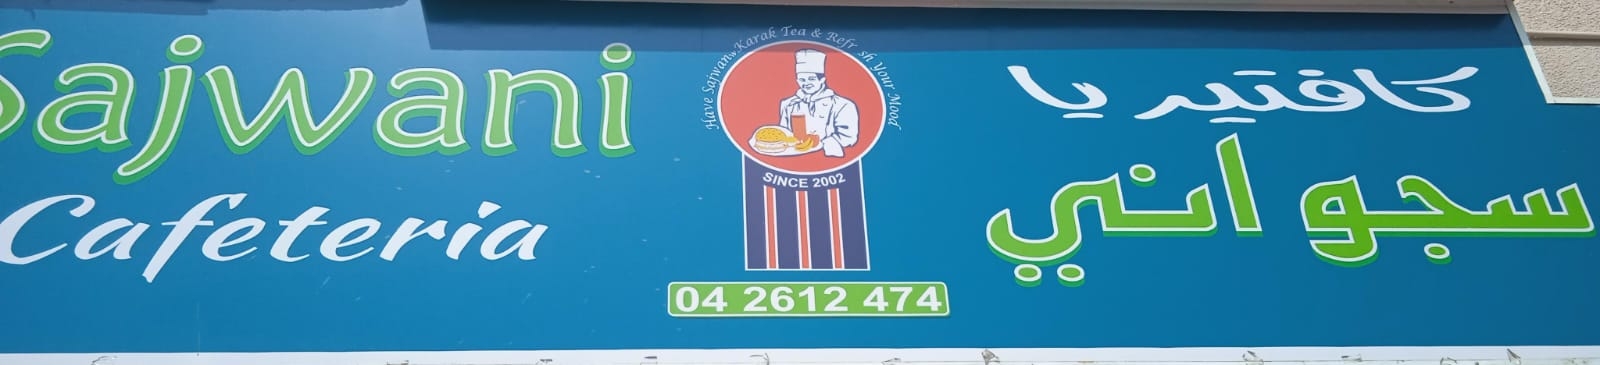 Sajwani
Cafeteria
Have Sajwani Karak Tea & Refresh Your Mood
SINCE 2002
04 2612 474
كافتيريا
سجواني